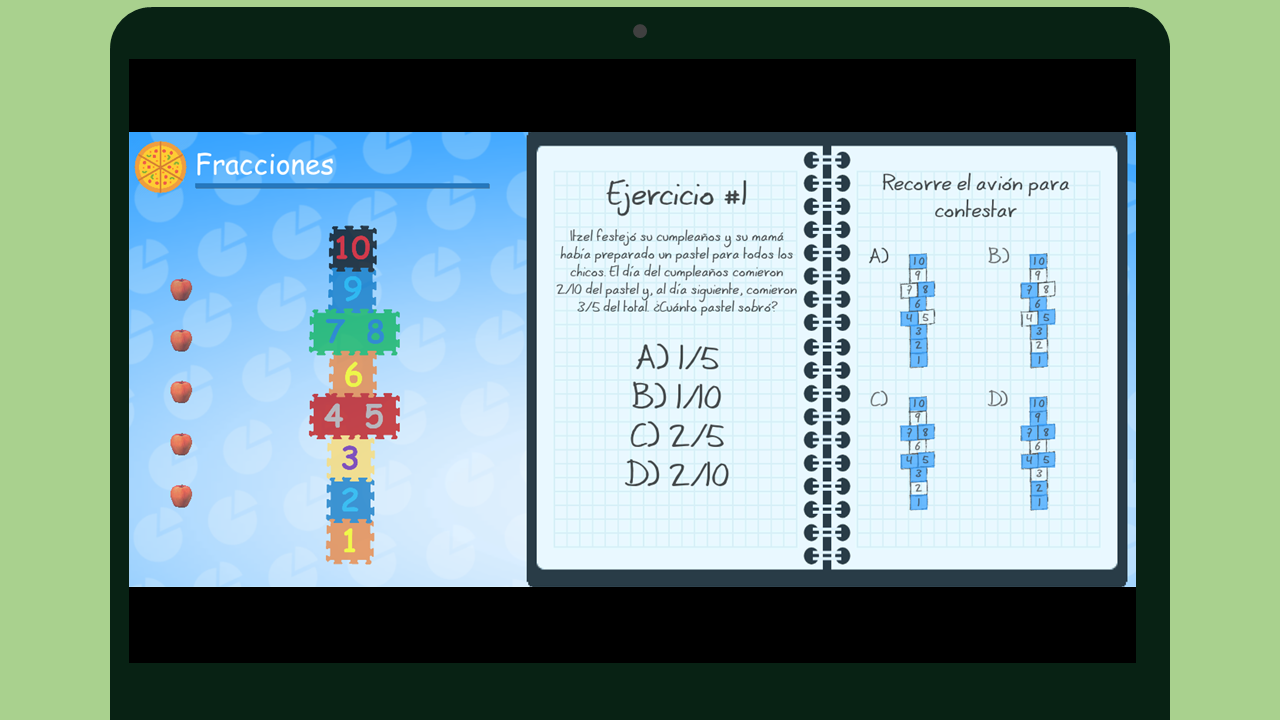 Fracciones
10
9
7 8
6
4 5
3
2
1
Ejercicio #1
Itzel festejó su cumpleaños y su mamá
había preparado un pastel para todos los
chicos. El día del cumpleaños comieron
2/10 del pastel y, al día siguiente, comieron
3/5 del total. ¿Cuánto pastel sobró?
A) 1/5
B) 1/10
C) 2/5
D) 2/10
Recorre el avión para
contestar
A)
10
9
7 8
6
4 5
3
2
1
B)
10
9
7 8
6
4 5
3
2
1
C)
10
9
7 8
6
4 5
3
2
1
D)
10
9
7 8
6
4 5
3
2
1